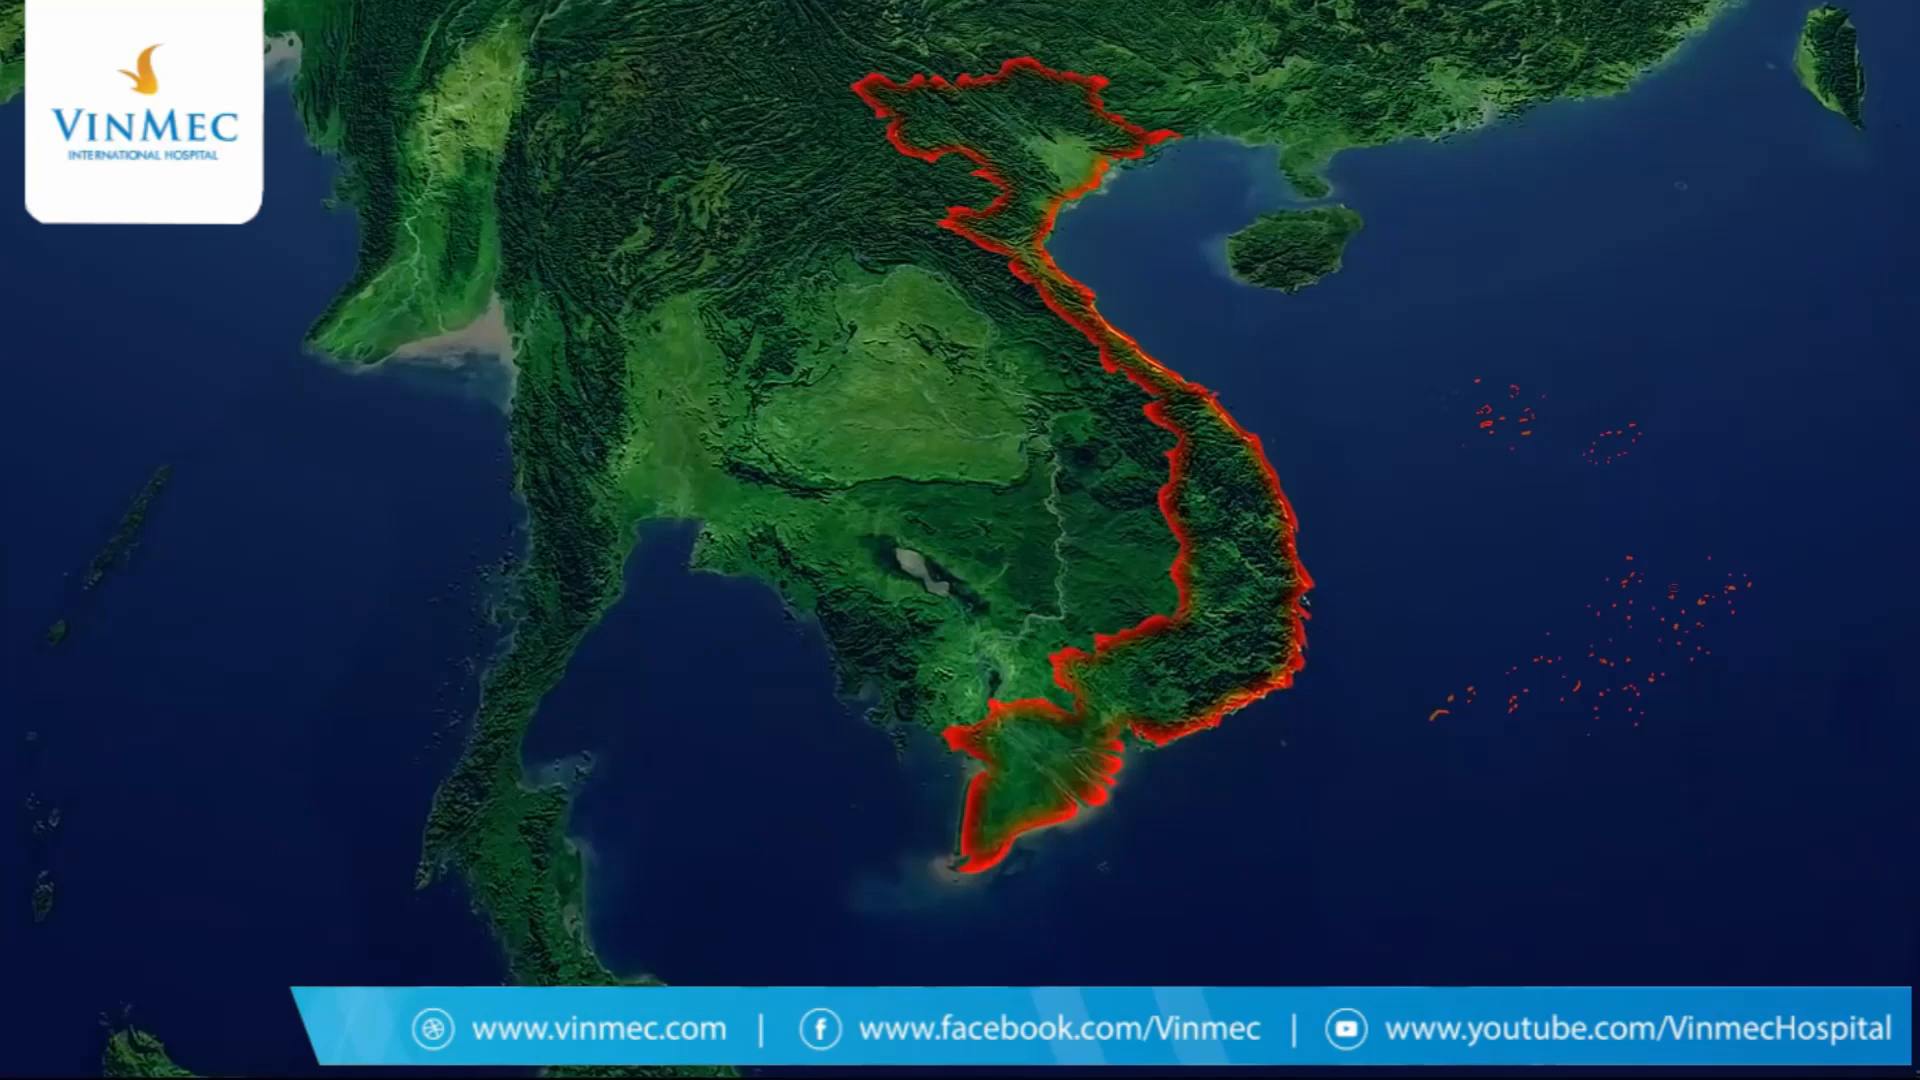 VINMEC
INTERNATIONAL HOSPITAL
www.vinmec.com | www.facebook.com/Vinmec | www.youtube.com/VinmecHospital